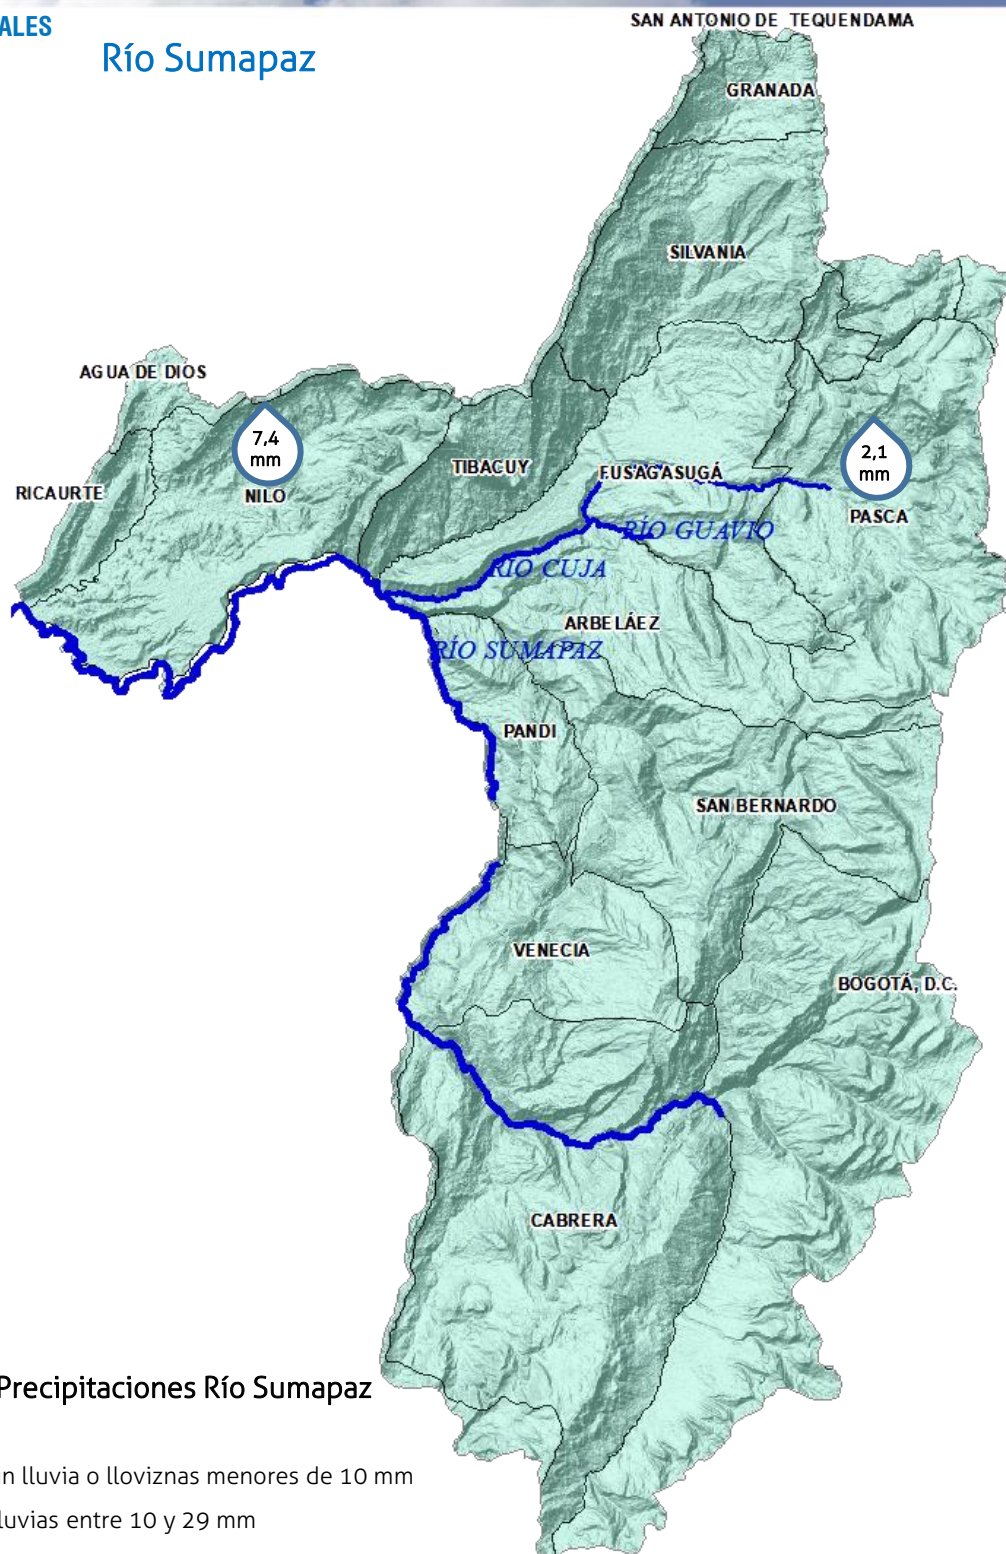 ALES
SAN ANTONIO DE TEQUENDAMA
Río Sumapaz
GRANADA
SILVANIA
AGUA DE DIOS
7,4
mm
2,1
mm
TIBACUY
FUSAGASUGÁ
RICAURTE
NILO
PASCA
RÍO GUAVIO
RÍO CUJA
ARBELÁEZ
RÍO SUMAPAZ
PANDI
SAN BERNARDO
VENECIA
BOGOTÁ, D.C.
CABRERA
Precipitaciones Río Sumapaz
an lluvia o lloviznas menores de 10 mm
luvias entre 10 y 29 mm